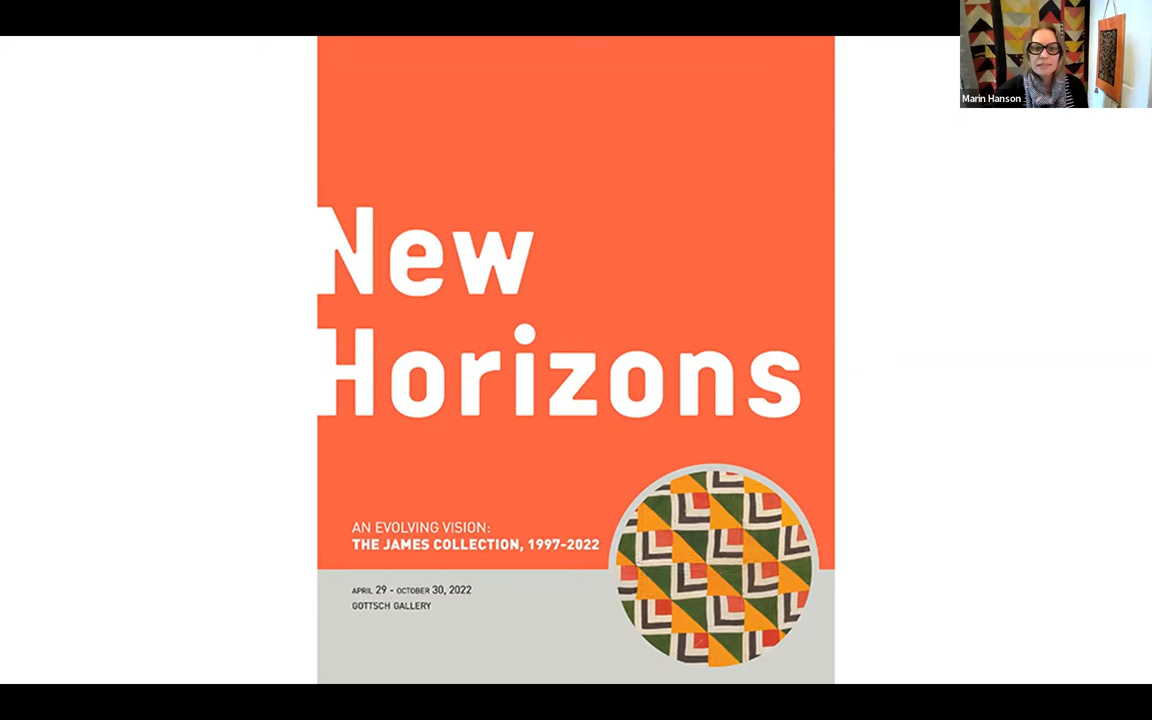 Marin Hanson
New
Horizons
AN EVOLVING VISION:
THE JAMES COLLECTION, 1997-2022
APRIL 29 - OCTOBER 30, 2022
GOTTSCH GALLERY